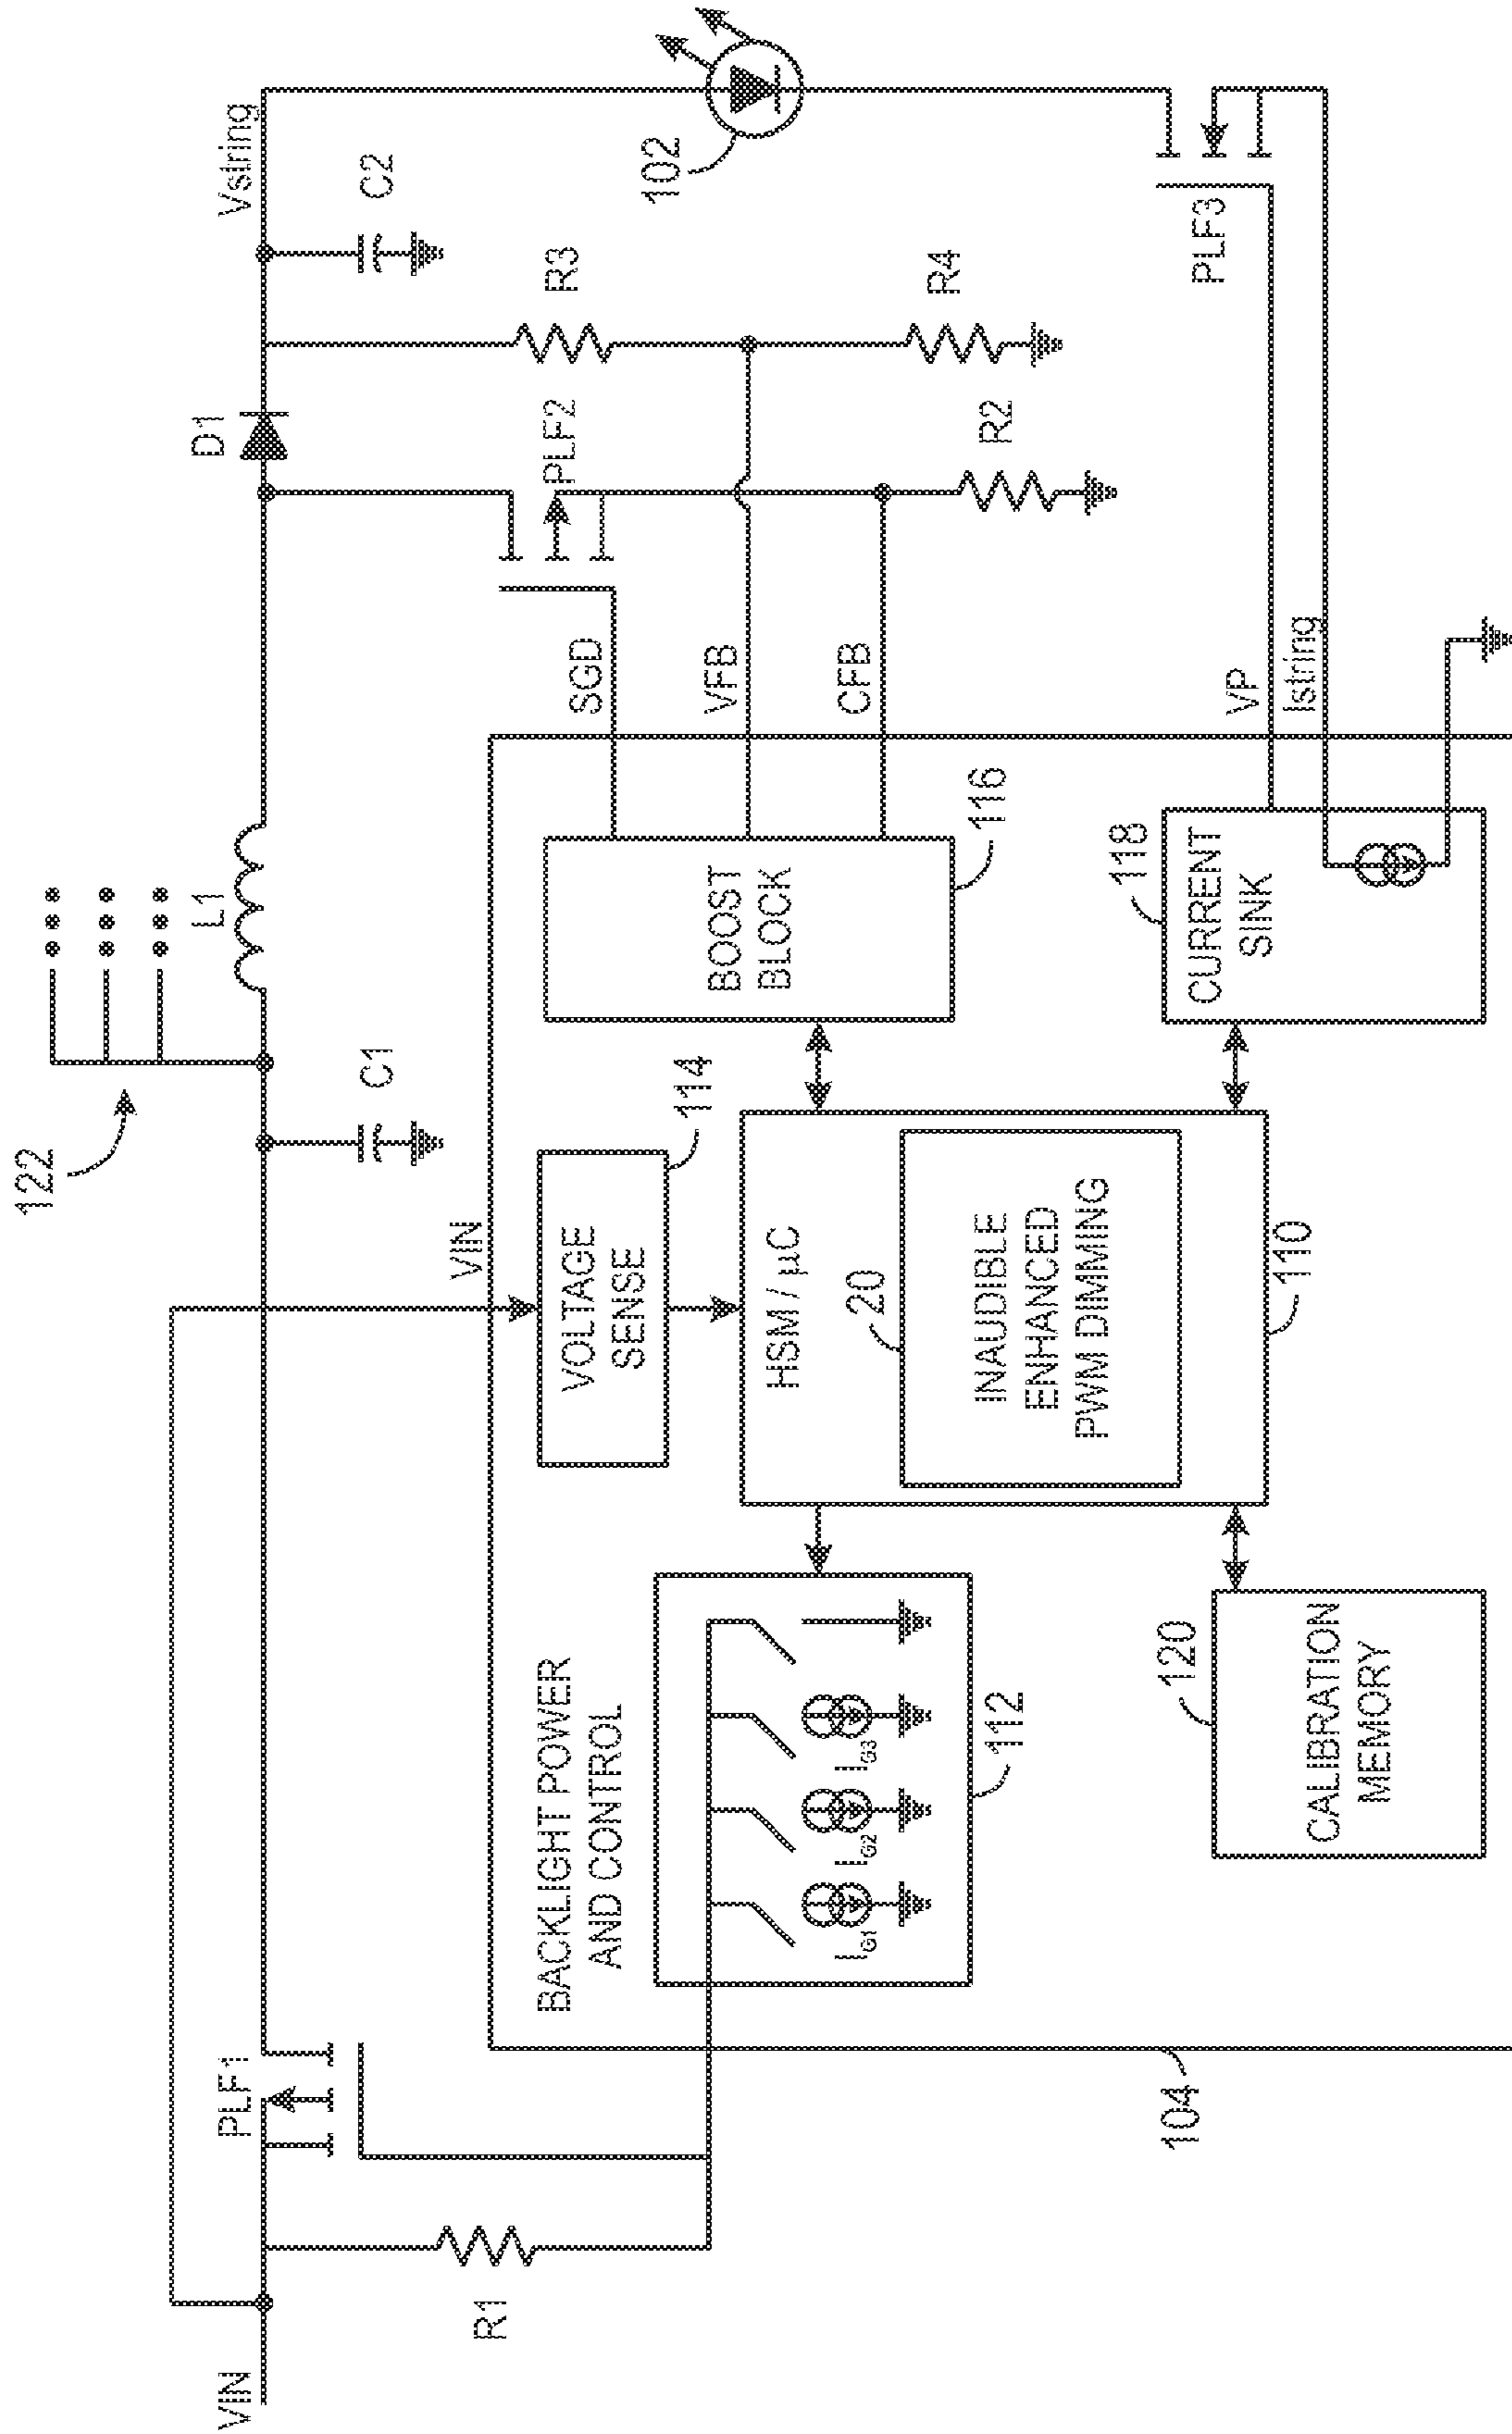 122
VIN
PLF1
R1
C1
L1
D1
Vstring
C2
R3
R4
PLF2
R2
102
PLF3
VIN
SGD
VFB
CFB
VP
Istring
BACKLIGHT POWER
AND CONTROL
IG1
IG2
IG3
112
VOLTAGE
SENSE
114
HSM / µC
20
INAUDIBLE
ENHANCED
PWM DIMMING
110
BOOST
BLOCK
116
118
CURRENT
SINK
120
CALIBRATION
MEMORY
104